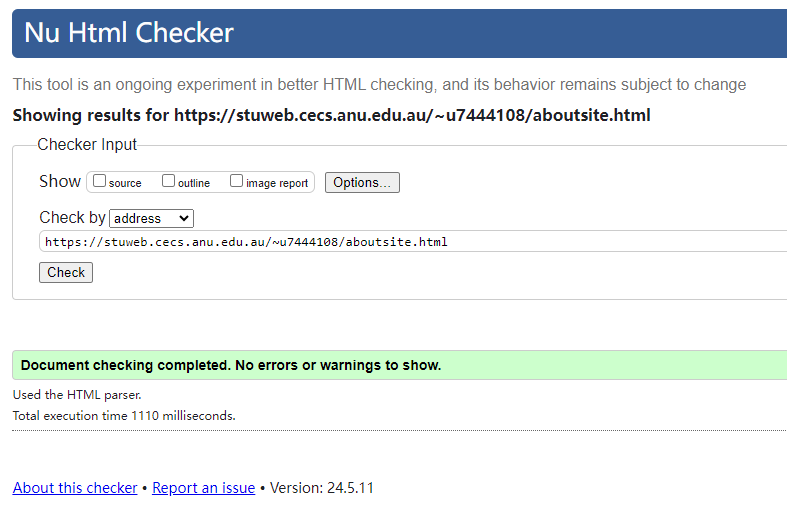 Nu Html Checker
This tool is an ongoing experiment in better HTML checking, and its behavior remains subject to change
Showing results for https://stuweb.cecs.anu.edu.au/~u7444108/aboutsite.html
Checker Input
Show source outline image report Options...
Check by address
https://stuweb.cecs.anu.edu.au/~u7444108/aboutsite.html
Check
Document checking completed. No errors or warnings to show.
Used the HTML parser.
Total execution time 1110 milliseconds.
About this checker • Report an issue • Version: 24.5.11